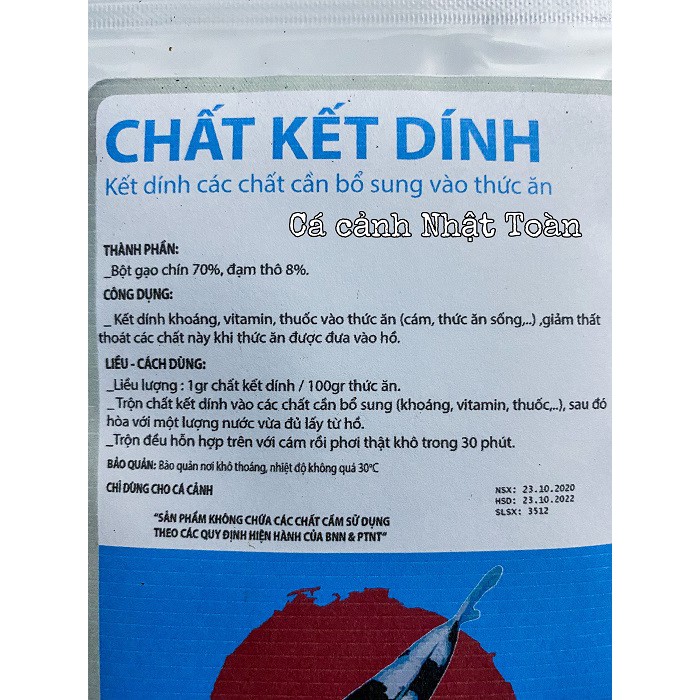 CHẤT KẾT DÍNH
Kết dính các chất cần bổ sung vào thức ăn
Cá cảnh Nhật Toàn
THÀNH PHẦN:
_Bột gạo chín 70%, đạm thô 8%.
CÔNG DỤNG:
_ Kết dính khoáng, vitamin, thuốc vào thức ăn (cám, thức ăn sống,..) ,giảm thất
thoát các chất này khi thức ăn được đưa vào hồ.
LIỀU - CÁCH DÙNG:
_Liều lượng : 1gr chất kết dính / 100gr thức ăn.
_Trộn chất kết dính vào các chất cần bổ sung (khoáng, vitamin, thuốc,..), sau đó
hòa với một lượng nước vừa đủ lấy từ hồ.
_Trộn đều hỗn hợp trên với cám rồi phơi thật khô trong 30 phút.
BẢO QUẢN: Bảo quản nơi khô thoáng, nhiệt độ không quá 30°C
CHỈ DÙNG CHO CÁ CẢNH
NSX: 23.10.2020
HSD: 23.10.2022
SLSX: 3512
"SẢN PHẨM KHÔNG CHỨA CÁC CHẤT CẤM SỬ DỤNG
THEO CÁC QUY ĐỊNH HIỆN HÀNH CỦA BNN & PTNT"